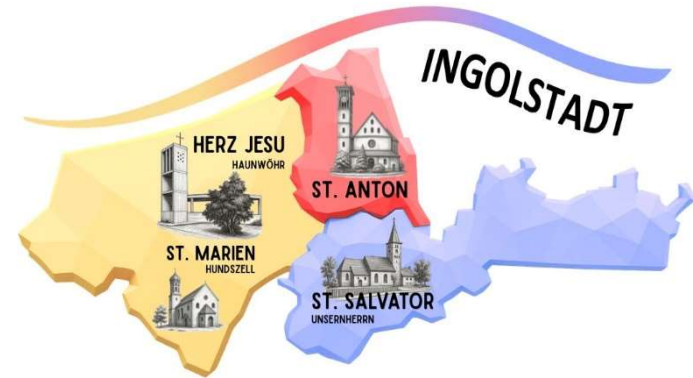 INGOLSTADT
HERZ JESU
HAUNWÖHR
ST. ANTON
ST. MARIEN
HUNDSZELL
ST. SALVATOR
UNSERNHERRN